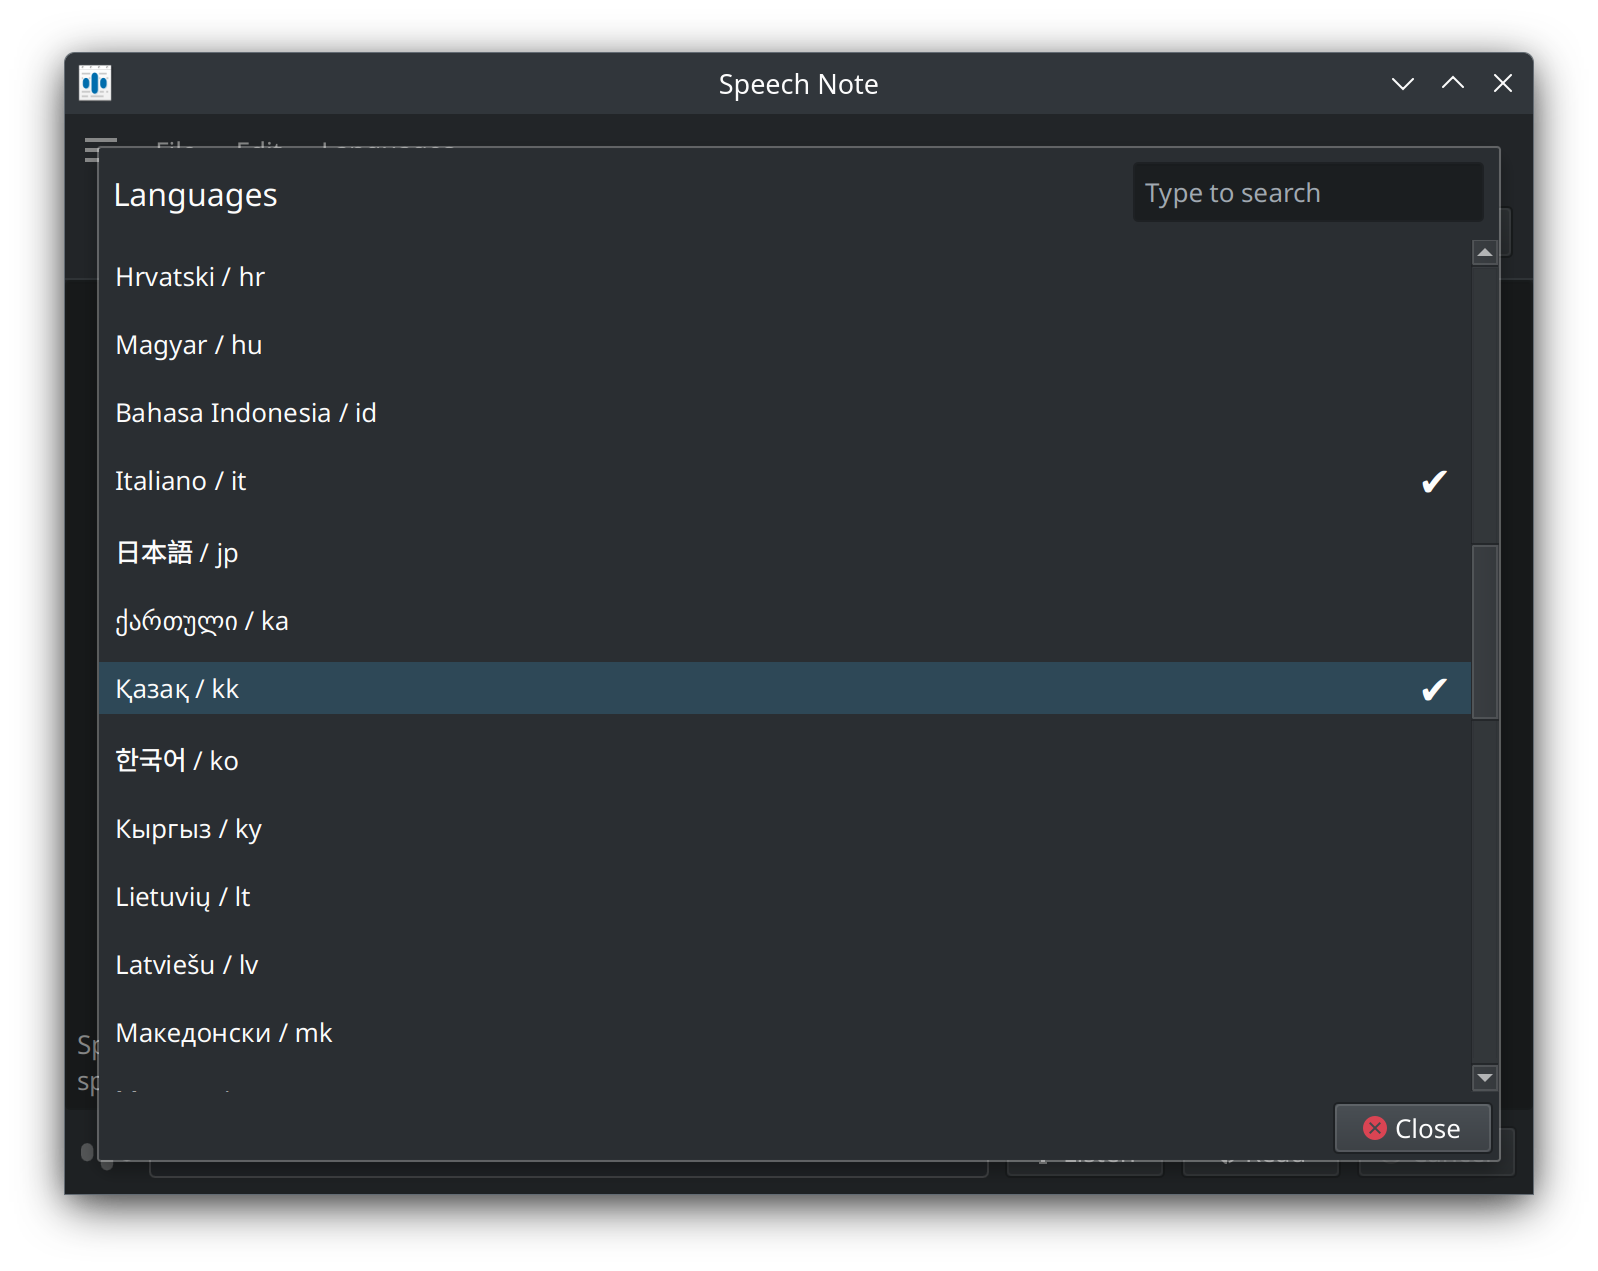 Speech Note
File Edit Languages
Languages
Type to search
Hrvatski / hr
Magyar / hu
Bahasa Indonesia / id
Italiano / it ✔
日本語 / jp
ქართული / ka
Қазақ / kk ✔
한국어 / ko
Кыргыз / ky
Lietuvių / lt
Latviešu / lv
Македонски / mk
Sp
sp
Close
Listen Read Cancel